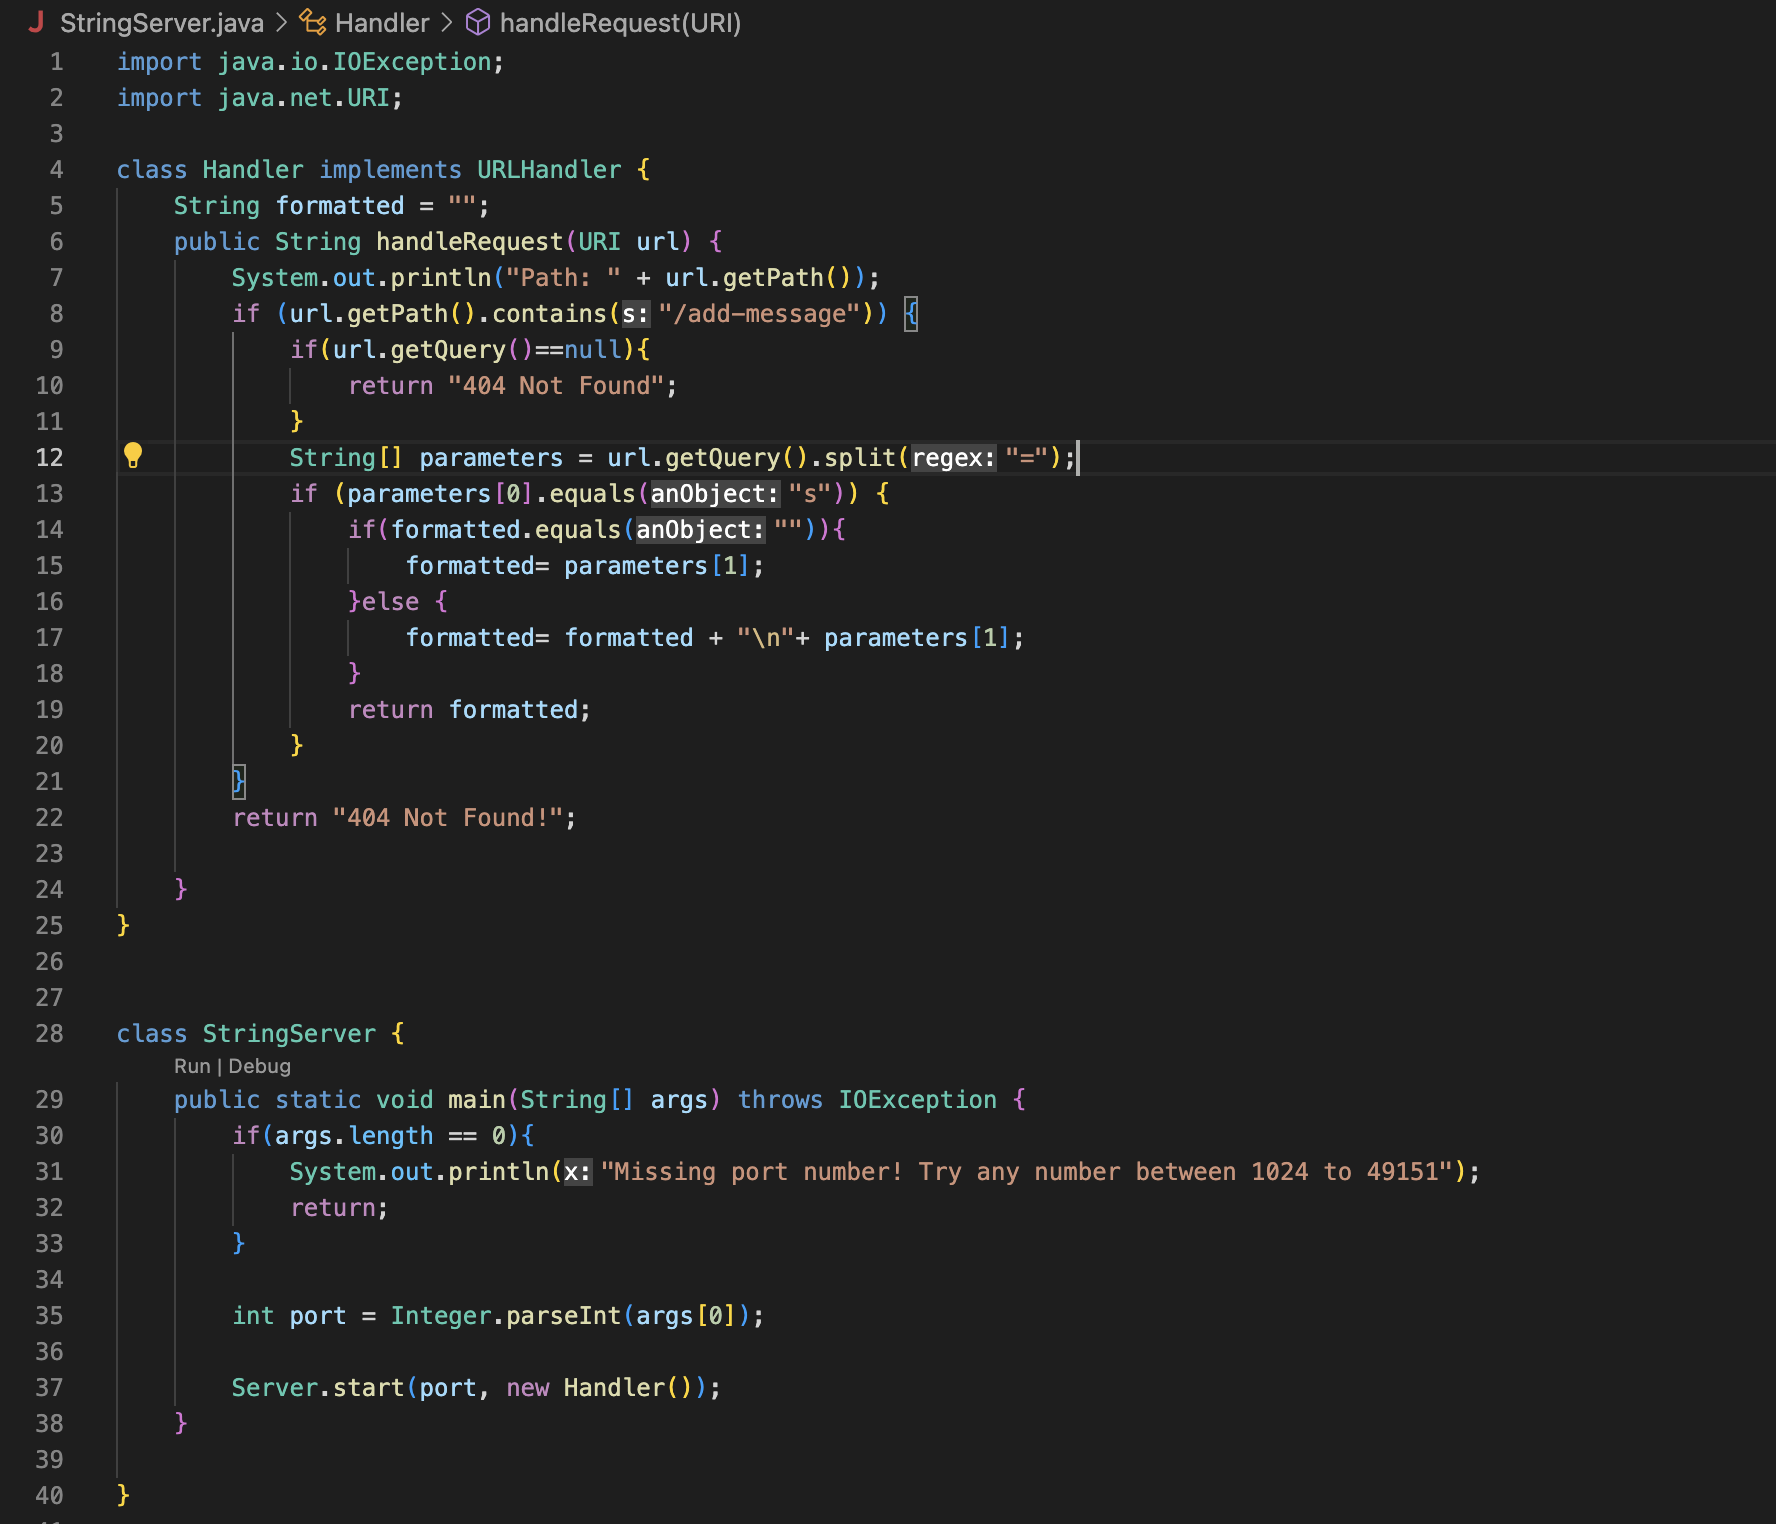 J StringServer.java > Handler > handleRequest(URI)
1 import java.io.IOException;
2 import java.net.URI;
3
4 class Handler implements URLHandler {
5     String formatted = "";
6     public String handleRequest(URI url) {
7         System.out.println("Path: " + url.getPath());
8         if (url.getPath().contains(s: "/add-message")) {
9             if(url.getQuery()==null){
10                 return "404 Not Found";
11             }
12             String[] parameters = url.getQuery().split(regex: "=");
13             if (parameters[0].equals(anObject: "s")) {
14                 if(formatted.equals(anObject: "")){
15                     formatted= parameters[1];
16                 }else {
17                     formatted= formatted + "\n"+ parameters[1];
18                 }
19                 return formatted;
20             }
21         }
22         return "404 Not Found!";
23
24     }
25 }
26
27
28 class StringServer {
Run | Debug
29     public static void main(String[] args) throws IOException {
30         if(args.length == 0){
31             System.out.println(x: "Missing port number! Try any number between 1024 to 49151");
32             return;
33         }
34
35         int port = Integer.parseInt(args[0]);
36
37         Server.start(port, new Handler());
38     }
39
40 }